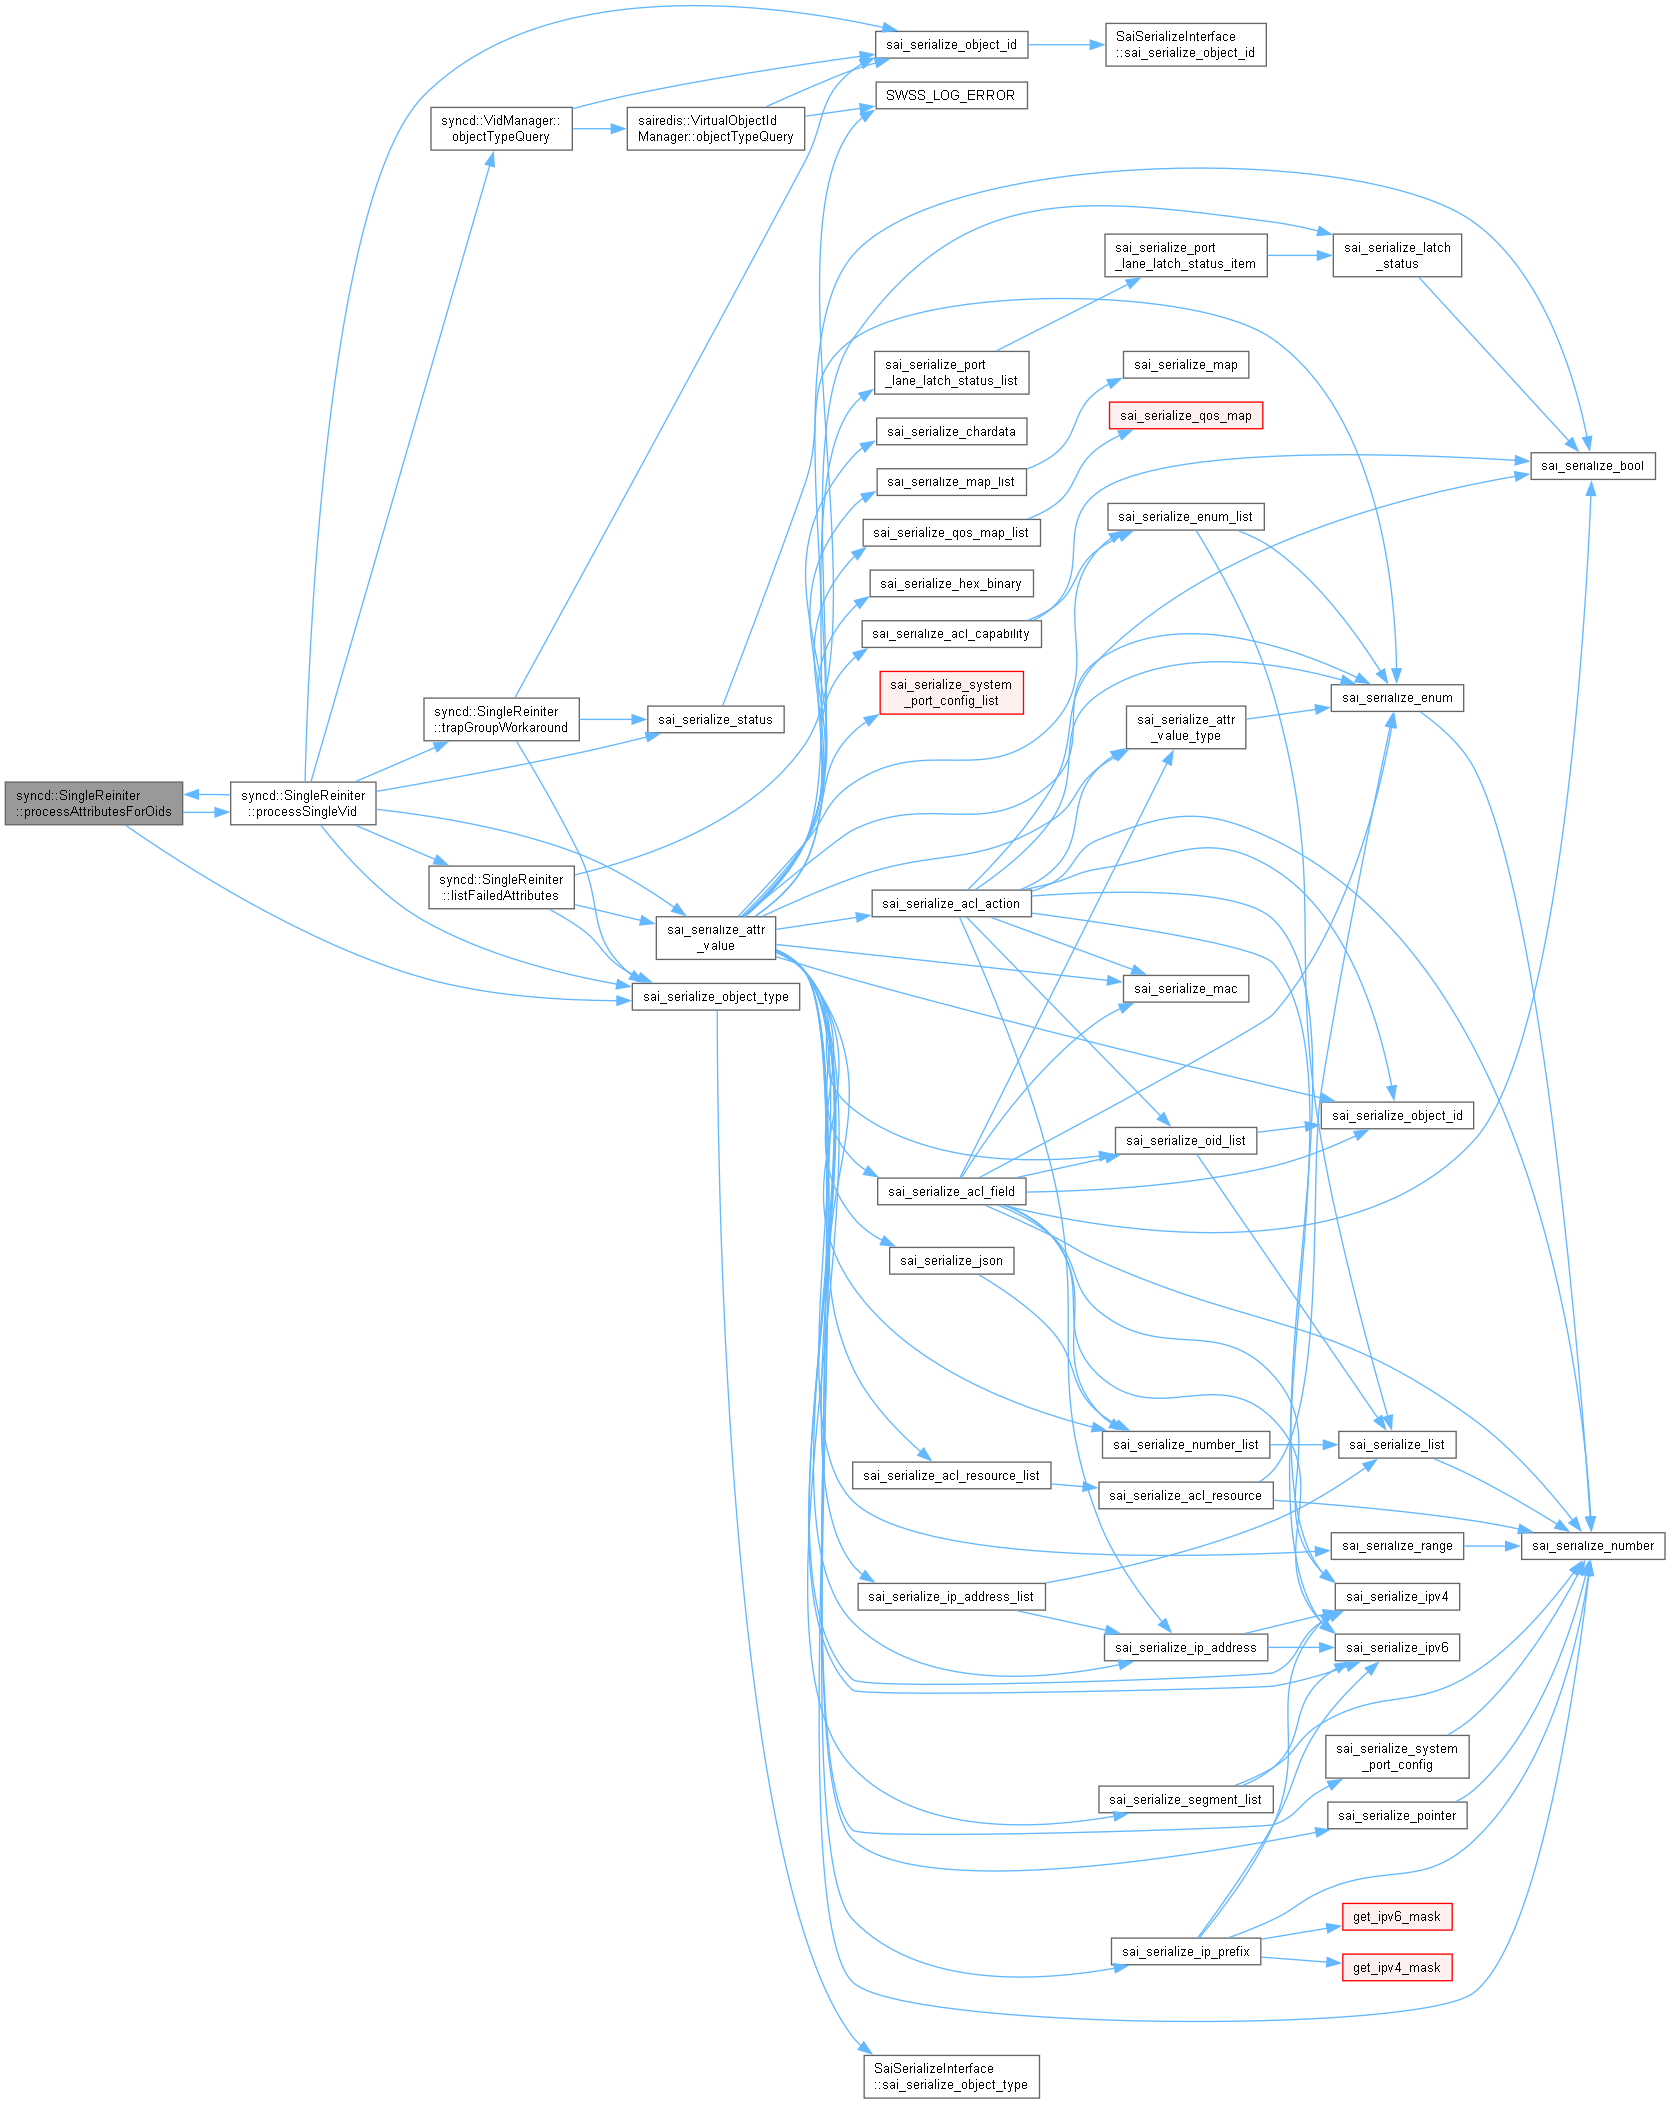 sai_serialize_object_id
SaiSerializeInterface
::sai_serialize_object_id
SWSS_LOG_ERROR
syncd::VidManager::
objectTypeQuery
sairedis::VirtualObjectId
Manager::objectTypeQuery
sai_serialize_port
_lane_latch_status_item
sai_serialize_latch
_status
sai_serialize_port
_lane_latch_status_list
sai_serialize_map
sai_serialize_qos_map
sai_serialize_chardata
sai_serialize_bool
sai_serialize_map_list
sai_serialize_enum_list
sai_serialize_qos_map_list
sai_serialize_hex_binary
sai_serialize_acl_capability
sai_serialize_system
_port_config_list
sai_serialize_enum
syncd::SingleReiniter
::trapGroupWorkaround
sai_serialize_status
sai_serialize_attr
_value_type
syncd::SingleReiniter
::processAttributesForOids
syncd::SingleReiniter
::processSingleVid
syncd::SingleReiniter
::listFailedAttributes
sai_serialize_acl_action
sai_serialize_attr
_value
sai_serialize_mac
sai_serialize_object_type
sai_serialize_object_id
sai_serialize_oid_list
sai_serialize_acl_field
sai_serialize_json
sai_serialize_number_list
sai_serialize_list
sai_serialize_acl_resource_list
sai_serialize_acl_resource
sai_serialize_range
sai_serialize_number
sai_serialize_ip_address_list
sai_serialize_ipv4
sai_serialize_ip_address
sai_serialize_ipv6
sai_serialize_system
_port_config
sai_serialize_segment_list
sai_serialize_pointer
get_ipv6_mask
sai_serialize_ip_prefix
get_ipv4_mask
SaiSerializeInterface
::sai_serialize_object_type